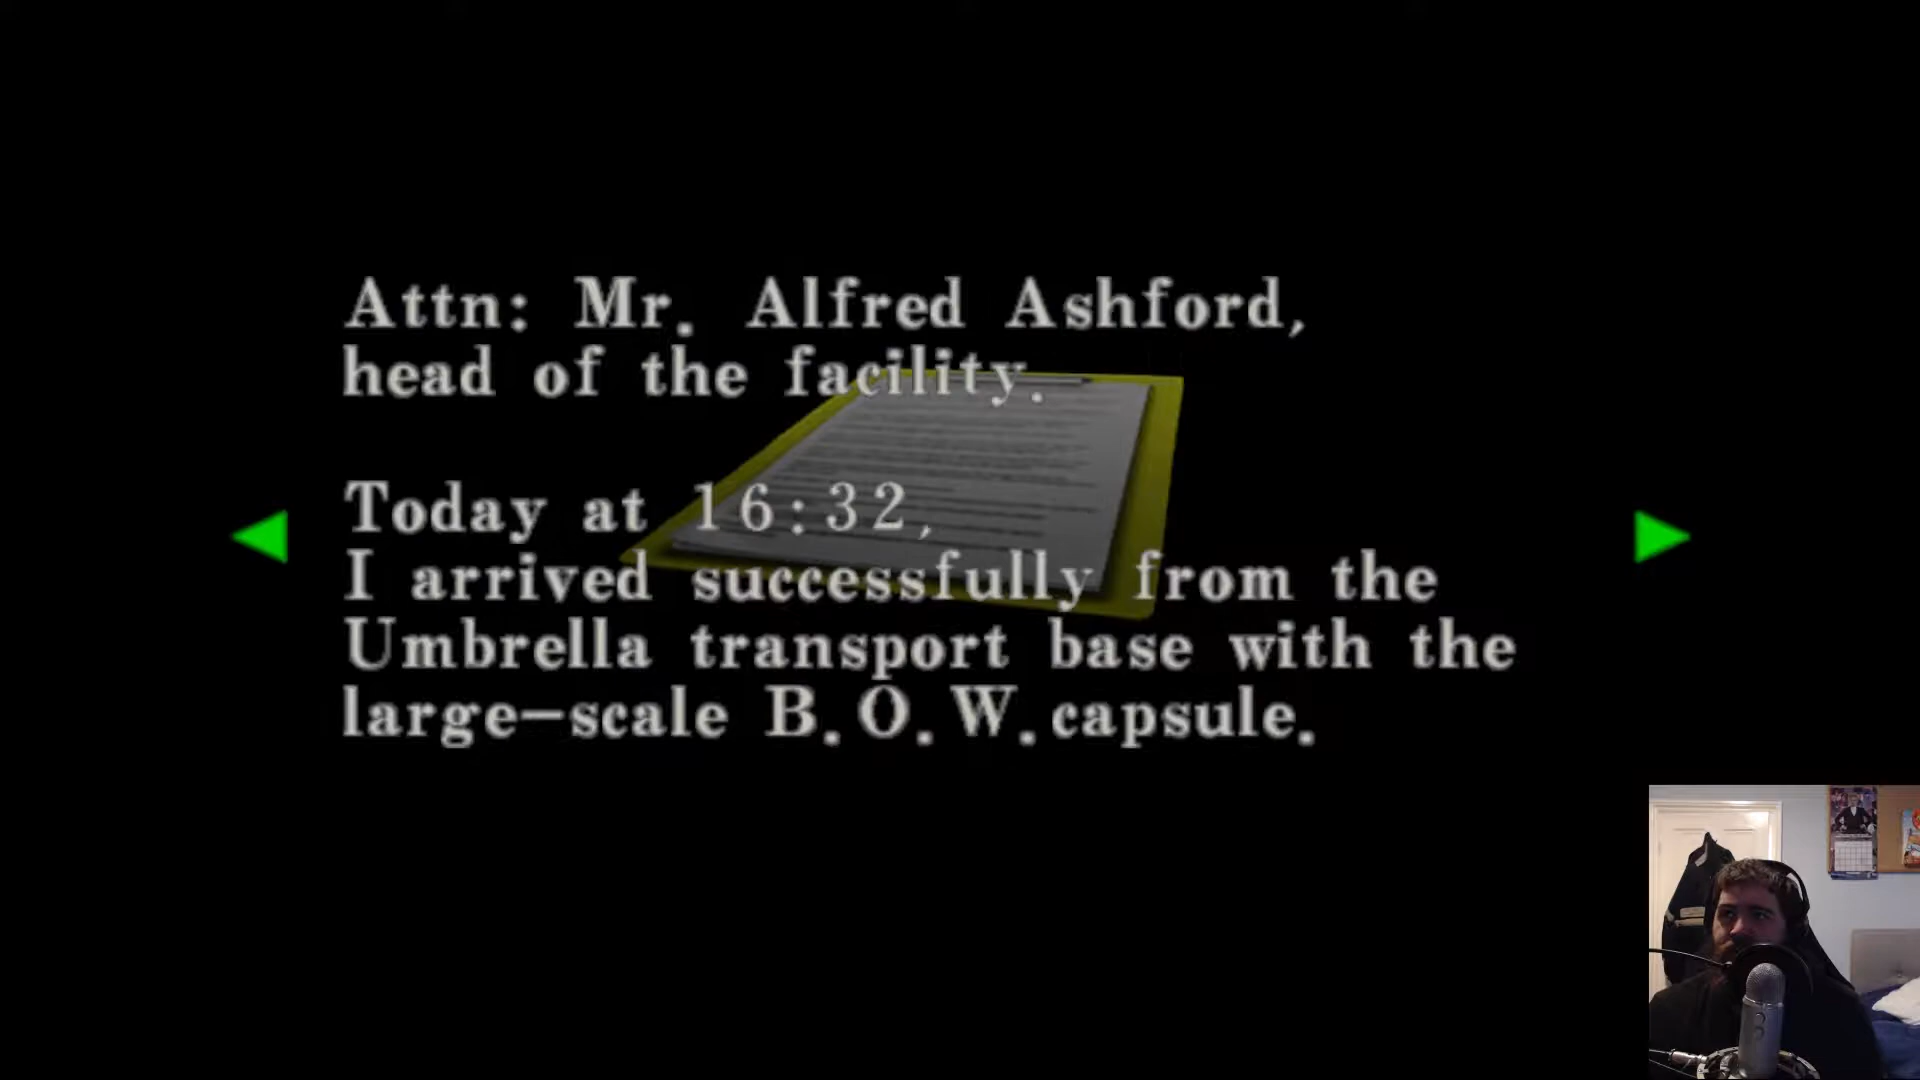 Attn: Mr. Alfred Ashford,
head of the facility.
Today at 16:32,
I arrived successfully from the
Umbrella transport base with the
large-scale B.O.W.capsule.